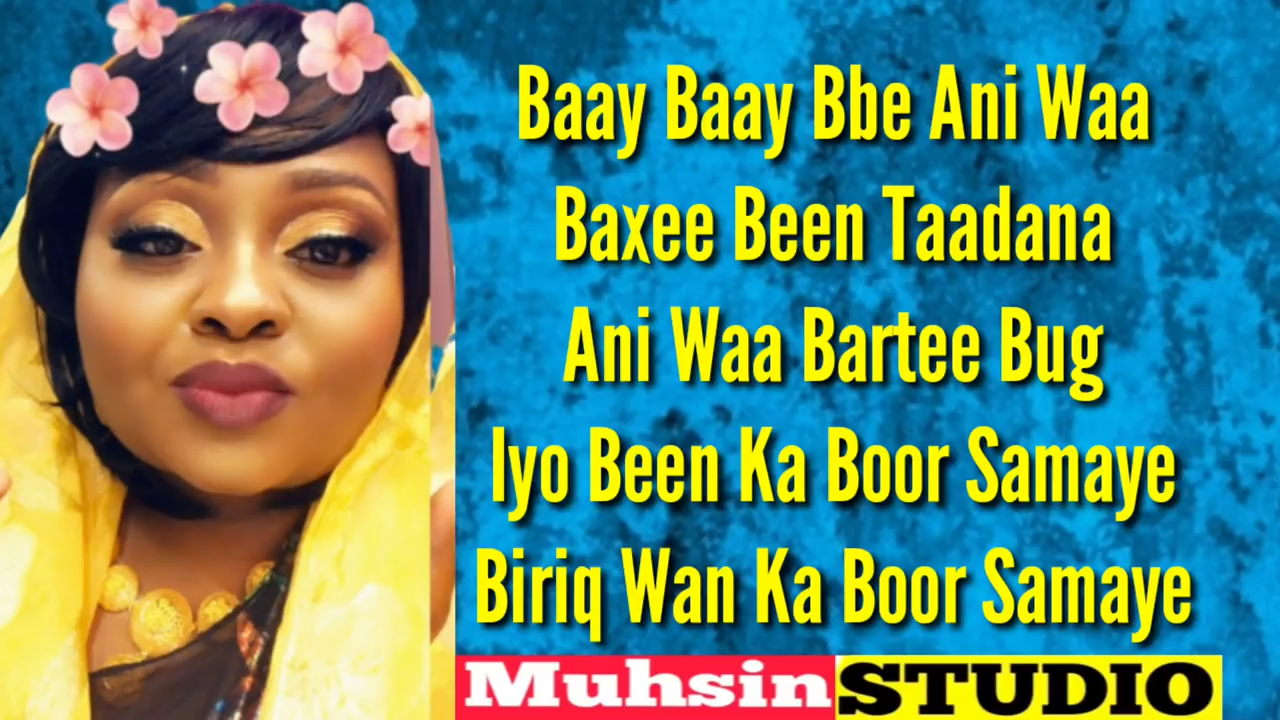 Baay Baay Bbe Ani Waa
Baxee Been Taadana
Ani Waa Bartee Bug
Iyo Been Ka Boor Samaye
Biriq Wan Ka Boor Samaye
Muhsin STUDIO